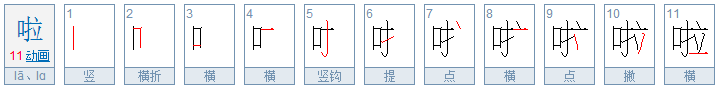 啦
11 动画
lā、lɑ
1 竖
2 横折
3 横
4 横
5 竖钩
6 提
7 点
8 横
9 点
10 撇
11 横